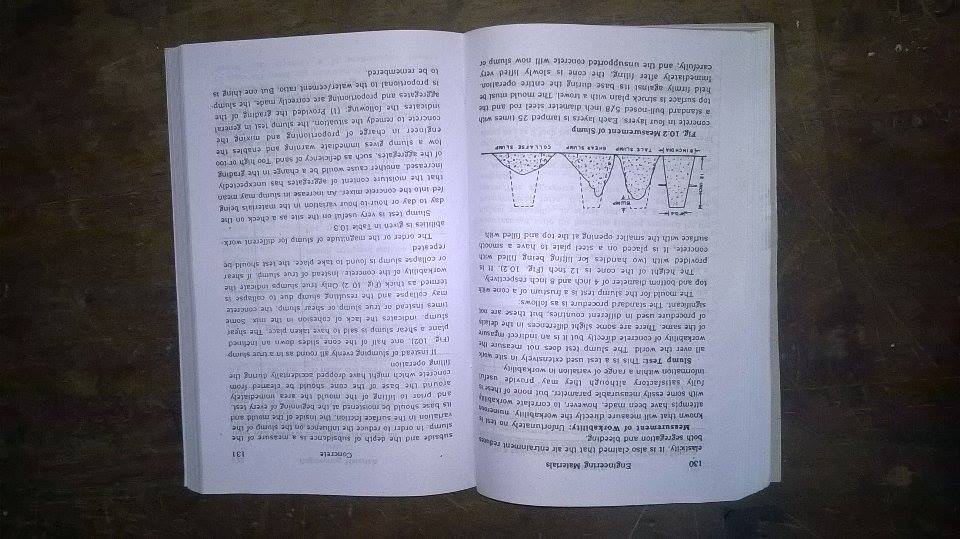 130
Engineering Materials
elasticity. It is also claimed that the air entrainment reduces
both segregation and bleeding.
Measurement of Workability: Unfortunately no test is
known that will measure directly the workability. Numerous
attempts have been made, however, to correlate workability
with some easily measurable parameter, but none of these is
fully satisfactory although they may provide useful
information within a range of variation in workability.
Slump Test: This is a test used extensively in site work
all over the world. The slump test does not measure the
workability of concrete directly but it is an indirect measure
of the same. There are some slight differences in the details
of procedure used in different countries, but these are not
significant. The standard procedure is as follows:
The mould for the slump test is a frustum of a cone with
top and bottom diameter of 4 inch and 8 inch respectively.
The height of the cone is 12 inch (Fig. 10.2). It is
provided with two handles for lifting being filled with
concrete. It is placed on a steel plate to have a smooth
surface with the smaller opening at the top and filled with
SLUMP
8 INCH DIA
TRUE SLUMP
SHEAR SLUMP
COLLAPSE SLUMP
Fig. 10.2 Measurement of Slump
concrete in four layers. Each layers is tamped 25 times with
a standard bull-nosed 5/8 inch diameter steel rod and the
top surface is struck plain with a trowel. The mould must be
held firmly against its base during the entire operation.
Immediately after filling, the cone is slowly lifted very
carefully, and the unsupported concrete will now slump or
Concrete
131
subside and the depth of subsidence is a measure of the
slump. In order to reduce the influence on the slump of the
variation in the surface friction, the inside of the mould and
its base should be moistened at the beginning of every test,
and prior to lifting of the mould the area immediately
around the base of the cone should be cleaned from
concrete which might have dropped accidentally during the
filling operation
If instead of slumping evenly all round as in a true slump
(Fig. 102), one half of the one slides down an inclined
place a shear slump is said to have taken place. The shear
slump, indicates the lack of cohesion in the mix. Some
times instead or true slump or shear slump, the concrete
may collapse and the resulting slump due to collapse is
termed as thick (Fig. 10 2) Only true slumps indicate the
workability of the concrete. Instead of true slump, if shear
or collapse slump is found to take place, the test should be
repeated
The order or the magnitude of slump for different work-
abilities is given in Table 10.3
Slump test is very useful on the site as a check on the
day to day or hour-to hour variation in the materials being
fed into the concrete mixer. An increase in slump may mean
that the moisture content of aggregates has unexpectedly
increased, another cause would be a change in the grading
of the aggregates, such as deficiency of sand Too high or too
low a slump gives immediate warning and enables the
engineer in charge of proportioning and mixing the
concrete to remedy the situation, the slump test in general
indicates the following: (1) Provided the grading of the
aggregates and proportioning are correctly made, the slump
is proportional to the water/cement ratio. But one thing is
to be remembered.